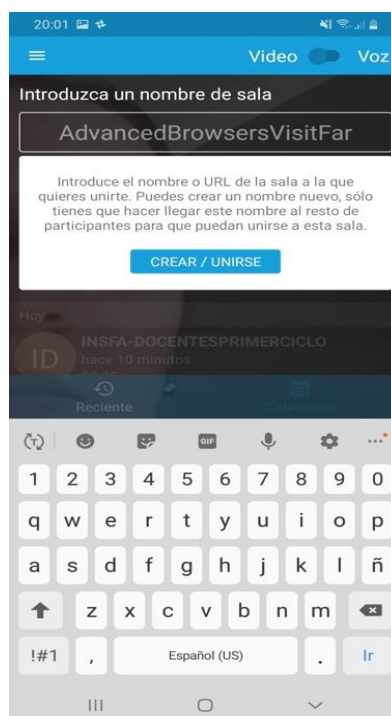 20:01
Video Voz
Introduzca un nombre de sala
AdvancedBrowsersVisitFar
Introduce el nombre o URL de la sala a la que
quieres unirte. Puedes crear un nombre nuevo, sólo
tienes que hacer llegar este nombre al resto de
participantes para que puedan unirse a esta sala.
CREAR / UNIRSE
Hoy
ID
INSFA-DOCENTESPRIMERCICLO
hace 10 minutos
Reciente Calendario
T GIF
1 2 3 4 5 6 7 8 9 0
q w e r t y u i o p
a s d f g h j k l ñ
z x c v b n m
!#1 , Español (US) . Ir